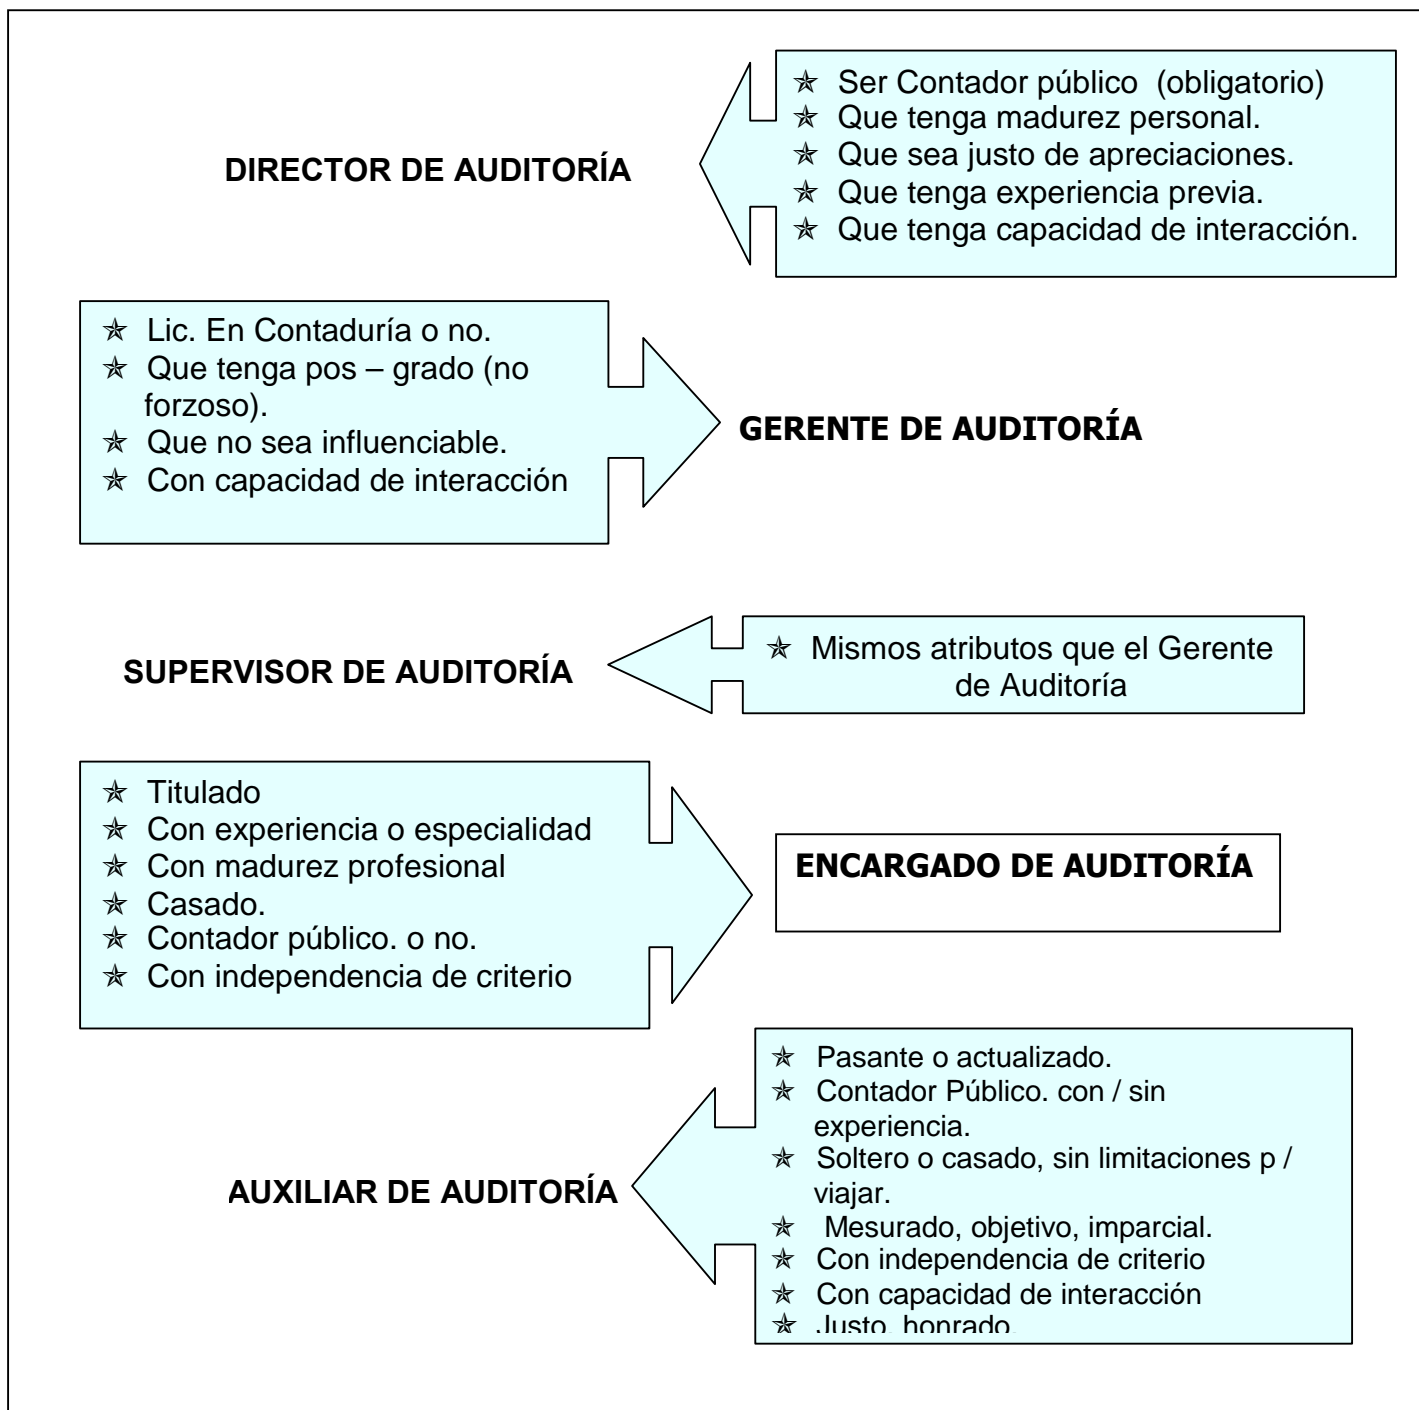 DIRECTOR DE AUDITORÍA
✯ Ser Contador público (obligatorio)
✯ Que tenga madurez personal.
✯ Que sea justo de apreciaciones.
✯ Que tenga experiencia previa.
✯ Que tenga capacidad de interacción.
✯ Lic. En Contaduría o no.
✯ Que tenga pos – grado (no
forzoso).
✯ Que no sea influenciable.
✯ Con capacidad de interacción
GERENTE DE AUDITORÍA
SUPERVISOR DE AUDITORÍA
✯ Mismos atributos que el Gerente
de Auditoría
✯ Titulado
✯ Con experiencia o especialidad
✯ Con madurez profesional
✯ Casado.
✯ Contador público. o no.
✯ Con independencia de criterio
ENCARGADO DE AUDITORÍA
AUXILIAR DE AUDITORÍA
✯ Pasante o actualizado.
✯ Contador Público. con / sin
experiencia.
✯ Soltero o casado, sin limitaciones p /
viajar.
✯ Mesurado, objetivo, imparcial.
✯ Con independencia de criterio
✯ Con capacidad de interacción
✯ Justo, honrado.